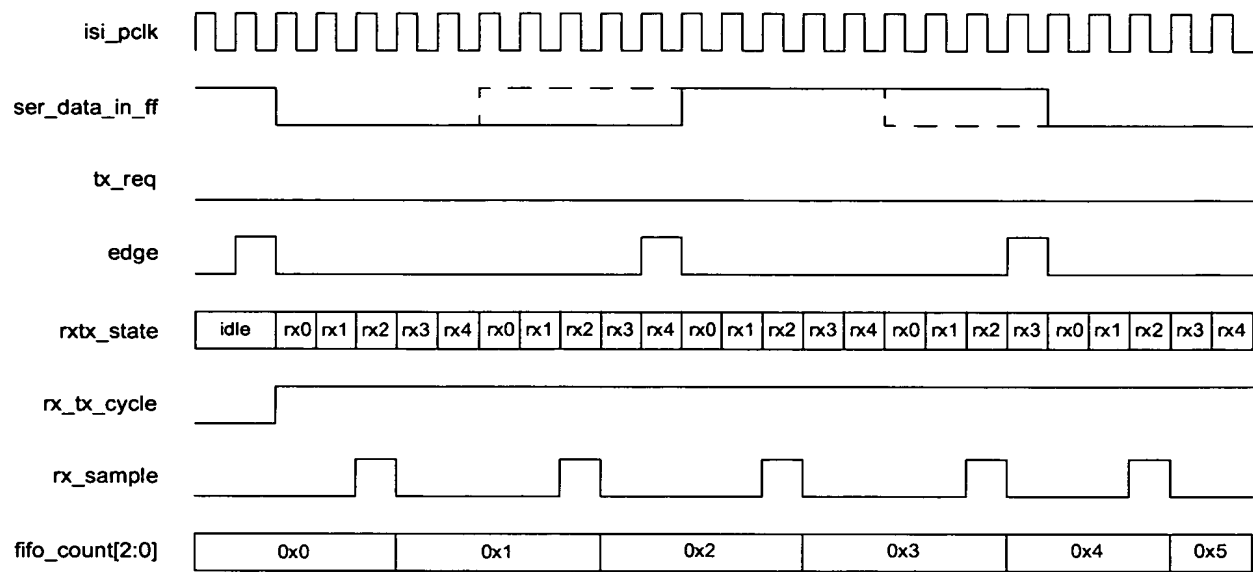 isi_pclk
ser_data_in_ff
tx_req
edge
rxtx_state idle rx0 rx1 rx2 rx3 rx4 rx0 rx1 rx2 rx3 rx4 rx0 rx1 rx2 rx3 rx4 rx0 rx1 rx2 rx3 rx0 rx1 rx2 rx3 rx4
rx_tx_cycle
rx_sample
fifo_count[2:0] 0x0 0x1 0x2 0x3 0x4 0x5